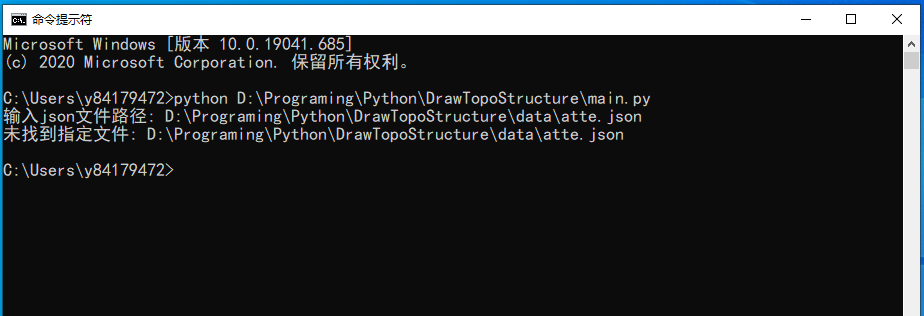 命令提示符
Microsoft Windows [版本 10.0.19041.685]
(c) 2020 Microsoft Corporation. 保留所有权利。
C:\Users\y84179472>python D:\Programing\Python\DrawTopoStructure\main.py
输入json文件路径: D:\Programing\Python\DrawTopoStructure\data\atte.json
未找到指定文件: D:\Programing\Python\DrawTopoStructure\data\atte.json
C:\Users\y84179472>